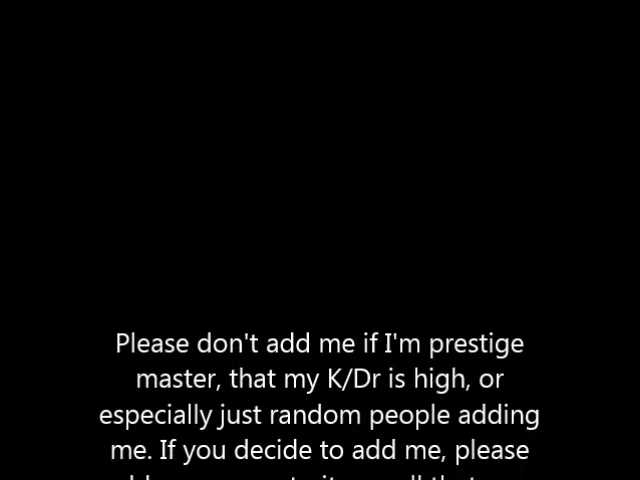 Please don't add me if I'm prestige
master, that my K/Dr is high, or
especially just random people adding
me. If you decide to add me, please